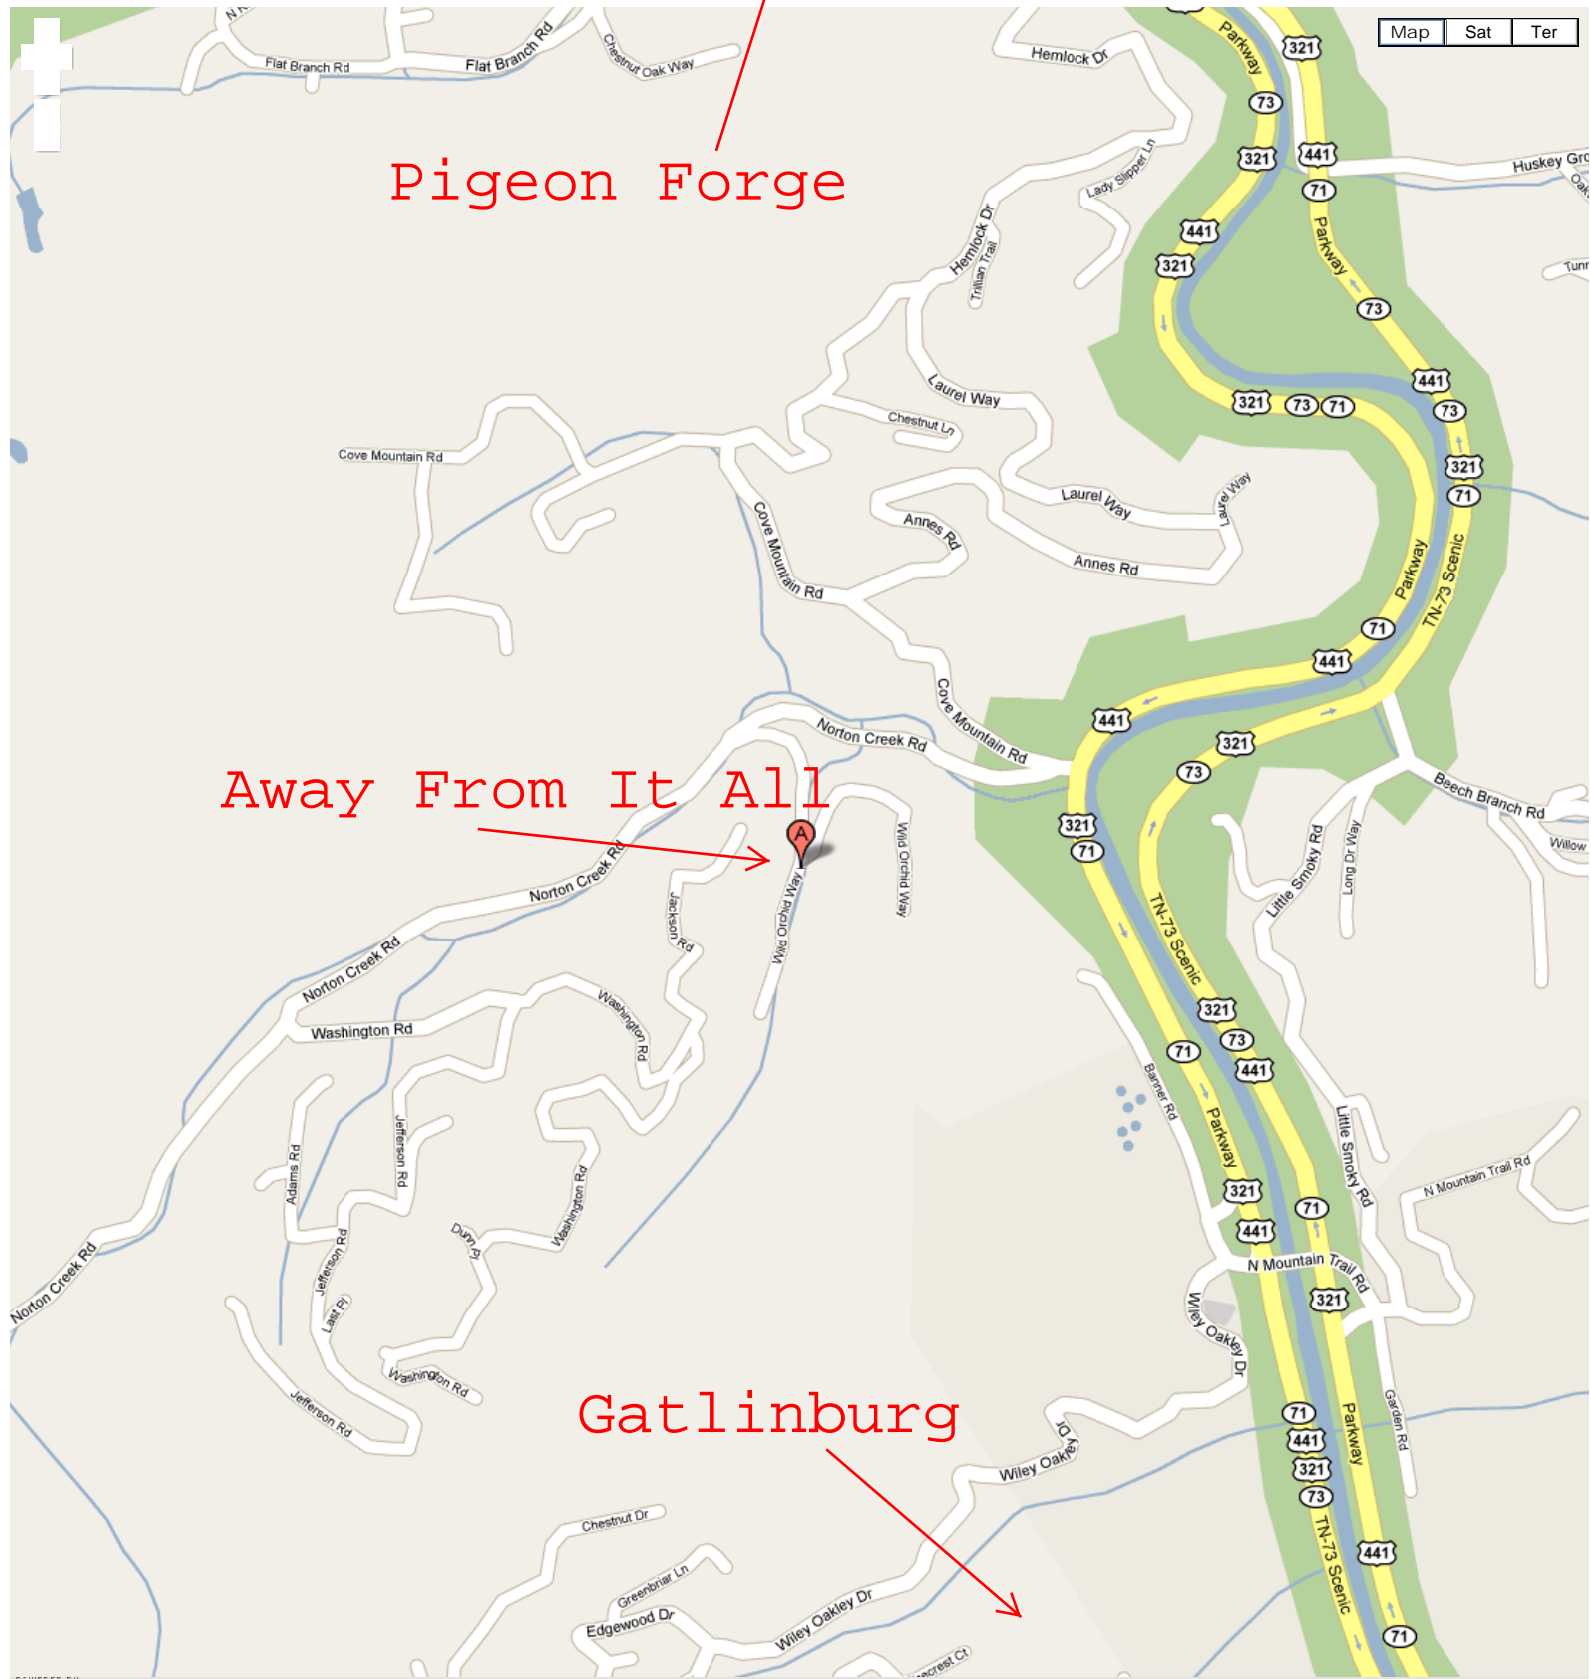 Map
Sat
Ter
Flat Branch Rd
Flat Branch Rd
Chestnut Oak Way
Hemlock Dr
Parkway
321
73
321
441
Huskey Gro
71
Lady Slipper Ln
Pigeon Forge
Hemlock Dr
Trillian Trail
441
321
Parkway
73
Laurel Way
441
321
73
71
73
Chestnut Ln
Cove Mountain Rd
321
71
Laurel Way
Laurel Way
Annes Rd
Cove Mountain Rd
Annes Rd
Parkway
TN-73 Scenic
71
441
Cove Mountain Rd
441
Norton Creek Rd
321
73
Away From It All
Beech Branch Rd
321
71
A
Wild Orchid Way
Little Smoky Rd
Long Dr Way
Willow
Norton Creek Rd
Wild Orchid Way
Jackson Rd
TN-73 Scenic
Norton Creek Rd
Washington Rd
Washington Rd
321
73
71
441
Banner Rd
Parkway
Jefferson Rd
Adams Rd
Little Smoky Rd
N Mountain Trail Rd
Washington Rd
321
71
441
Dunn Pl
Jefferson Rd
Norton Creek Rd
N Mountain Trail Rd
Last Pl
Wiley Oakley Dr
321
Washington Rd
Jefferson Rd
Gatlinburg
71
441
321
73
Parkway
Garden Rd
Wiley Oakley Dr
Chestnut Dr
TN-73 Scenic
441
Greenbriar Ln
Edgewood Dr
Wiley Oakley Dr
71
crest Ct